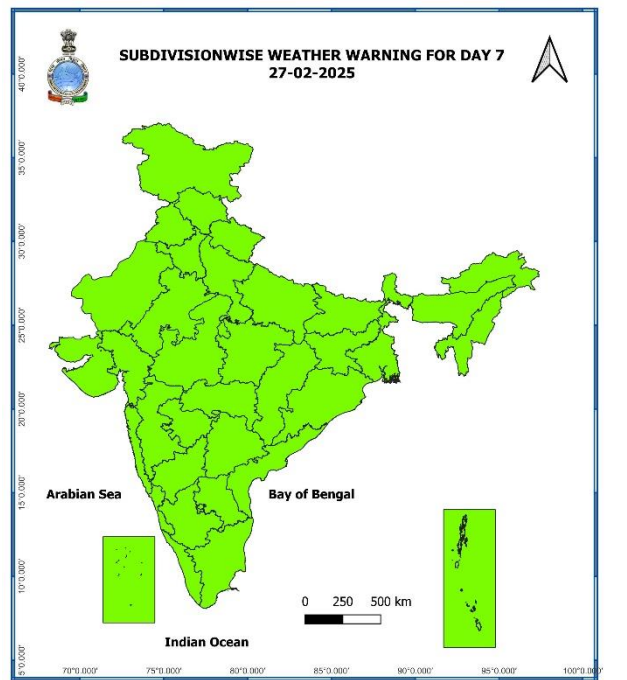 SUBDIVISIONWISE WEATHER WARNING FOR DAY 7
27-02-2025
40°0.000'
35°0.000'
30°0.000'
25°0.000'
20°0.000'
15°0.000'
10°0.000'
5°0.000'
Arabian Sea
Bay of Bengal
0 250 500 km
Indian Ocean
70°0.000' 75°0.000' 80°0.000' 85°0.000' 90°0.000' 95°0.000' 100°0.000'